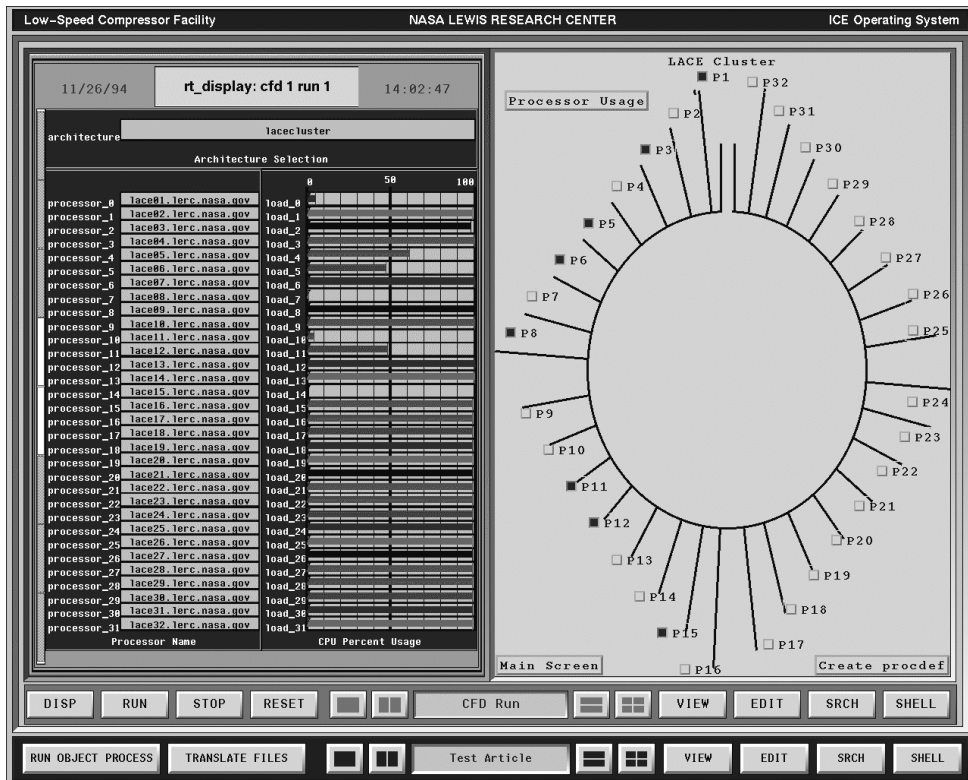 Low-Speed Compressor Facility NASA LEWIS RESEARCH CENTER ICE Operating System
11/26/94 rt_display: cfd 1 run 1 14:02:47
architecture lacecluster
Architecture Selection
0 50 100
processor_0 lace01.lerc.nasa.gov load_0
processor_1 lace02.lerc.nasa.gov load_1
processor_2 lace03.lerc.nasa.gov load_2
processor_3 lace04.lerc.nasa.gov load_3
processor_4 lace05.lerc.nasa.gov load_4
processor_5 lace06.lerc.nasa.gov load_5
processor_6 lace07.lerc.nasa.gov load_6
processor_7 lace08.lerc.nasa.gov load_7
processor_8 lace09.lerc.nasa.gov load_8
processor_9 lace10.lerc.nasa.gov load_9
processor_10 lace11.lerc.nasa.gov load_10
processor_11 lace12.lerc.nasa.gov load_11
processor_12 lace13.lerc.nasa.gov load_12
processor_13 lace14.lerc.nasa.gov load_13
processor_14 lace15.lerc.nasa.gov load_14
processor_15 lace16.lerc.nasa.gov load_15
processor_16 lace17.lerc.nasa.gov load_16
processor_17 lace18.lerc.nasa.gov load_17
processor_18 lace19.lerc.nasa.gov load_18
processor_19 lace20.lerc.nasa.gov load_19
processor_20 lace21.lerc.nasa.gov load_20
processor_21 lace22.lerc.nasa.gov load_21
processor_22 lace23.lerc.nasa.gov load_22
processor_23 lace24.lerc.nasa.gov load_23
processor_24 lace25.lerc.nasa.gov load_24
processor_25 lace26.lerc.nasa.gov load_25
processor_26 lace27.lerc.nasa.gov load_26
processor_27 lace28.lerc.nasa.gov load_27
processor_28 lace29.lerc.nasa.gov load_28
processor_29 lace30.lerc.nasa.gov load_29
processor_30 lace31.lerc.nasa.gov load_30
processor_31 lace32.lerc.nasa.gov load_31
Processor Name CPU Percent Usage
LACE Cluster
P1 P32
Processor Usage
P2 P31
P3 P30
P4 P29
P5 P28
P6 P27
P7 P26
P8 P25
P9 P24
P10 P23
P11 P22
P12 P21
P13 P20
P14 P19
P15 P18
P16 P17
Main Screen Create procdef
DISP RUN STOP RESET CFD Run VIEW EDIT SRCH SHELL
RUN OBJECT PROCESS TRANSLATE FILES Test Article VIEW EDIT SRCH SHELL